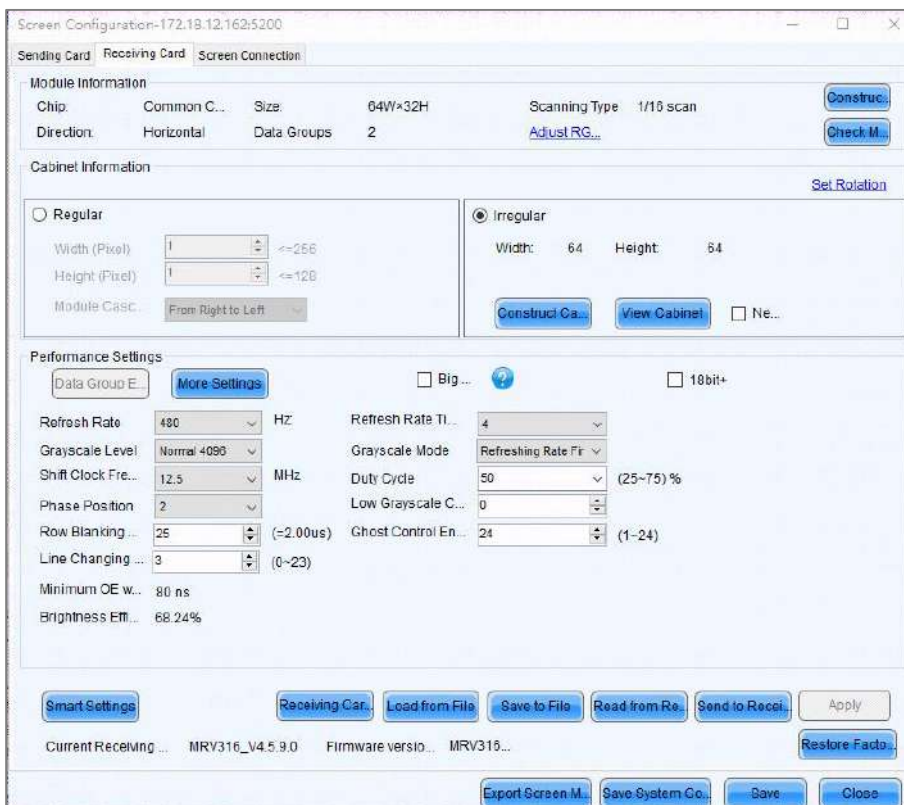 Screen Configuration-172.18.12.162:5200
Sending Card Receiving Card Screen Connection
Module Information
Chip: Common C... Size: 64W×32H Scanning Type 1/16 scan Construc...
Direction: Horizontal Data Groups 2 Adjust RG... Check M...
Cabinet Information
Set Rotation
Regular Irregular
Width (Pixel) 1 <=256 Width: 64 Height: 64
Height (Pixel) 1 <=128
Module Casc... From Right to Left Construct Ca... View Cabinet Ne...
Performance Settings
Data Group E... More Settings Big ... ? 18bit+
Refresh Rate 480 Hz Refresh Rate Ti... 4
Grayscale Level Normal 4096 Grayscale Mode Refreshing Rate Fir
Shift Clock Fre... 12.5 MHz Duty Cycle 50 (25~75) %
Phase Position 2 Low Grayscale C... 0
Row Blanking ... 25 (=2.00us) Ghost Control En... 24 (1~24)
Line Changing ... 3 (0~23)
Minimum OE w... 80 ns
Brightness Effi... 68.24%
Smart Settings Receiving Car... Load from File Save to File Read from Re... Send to Recei... Apply
Current Receiving ... MRV316_V4.5.9.0 Firmware versio... MRV316... Restore Facto...
Export Screen M... Save System Co... Save Close